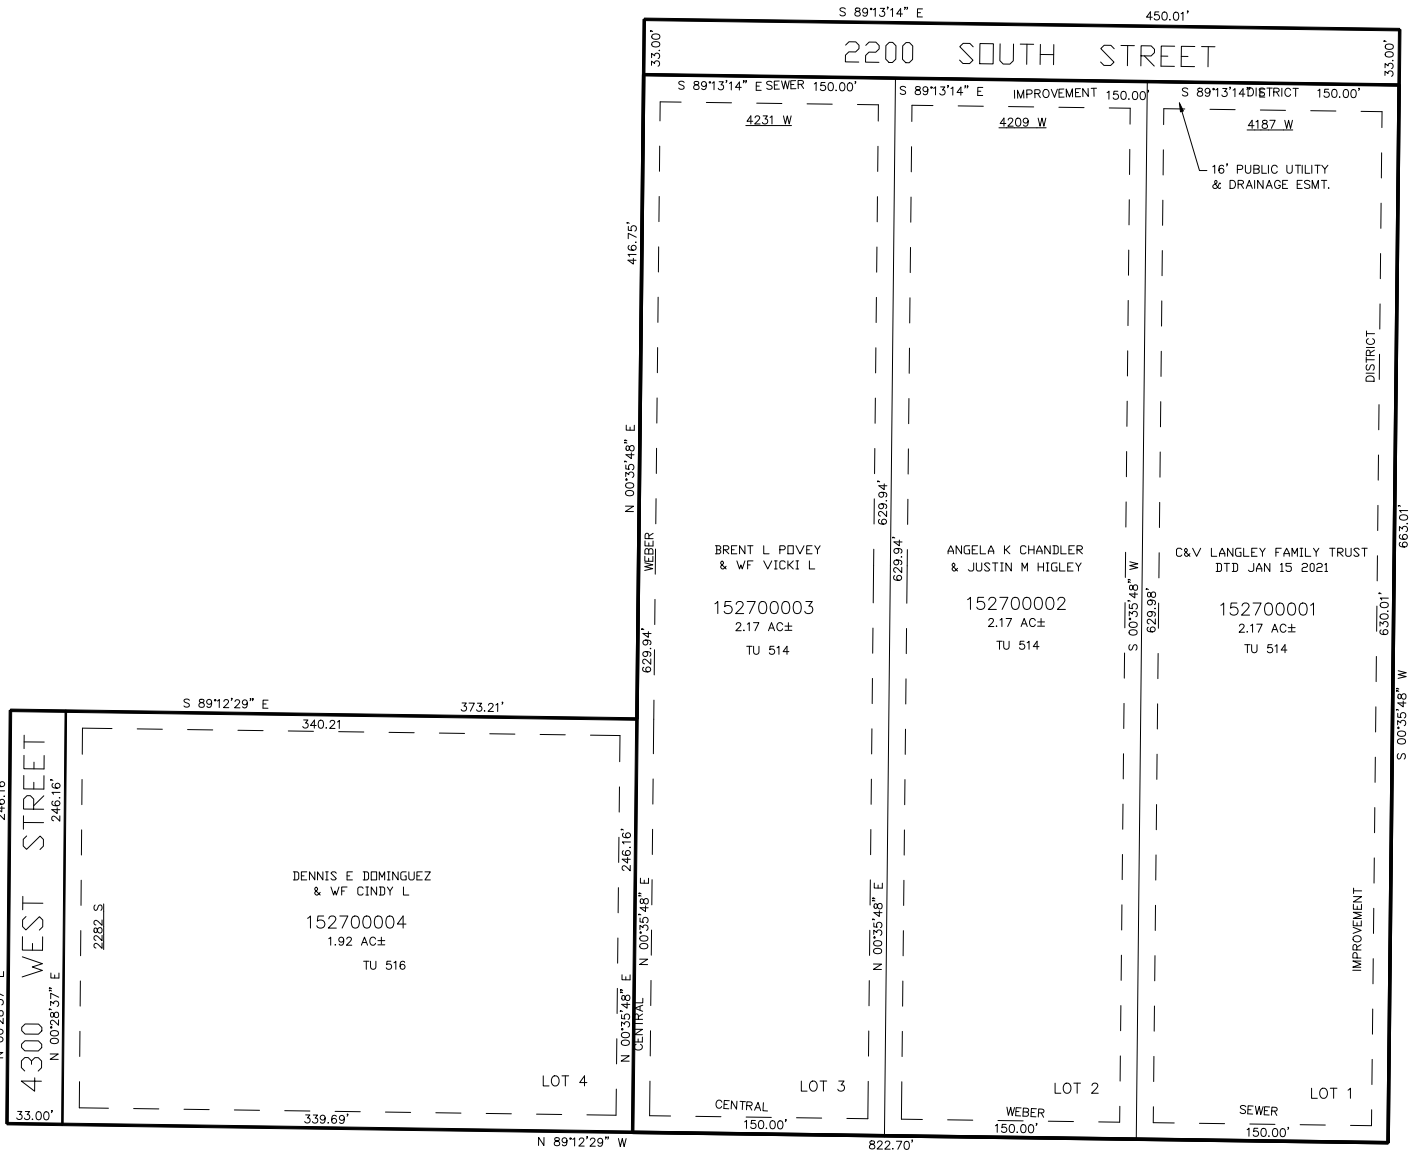 S 89°13'14" E 450.01'
33.00'
2200 SOUTH STREET
33.00'
S 89°13'14" E SEWER 150.00'
S 89°13'14" E IMPROVEMENT 150.00'
S 89°13'14" E DISTRICT 150.00'
4231 W
4209 W
4187 W
16' PUBLIC UTILITY
& DRAINAGE ESMT.
416.75'
N 00°35'48" E
WEBER
629.94'
629.94'
629.94'
DISTRICT
663.01'
630.01'
S 00°35'48" W
S 00°35'48" W
629.98'
BRENT L POVEY
& WF VICKI L
152700003
2.17 AC±
TU 514
ANGELA K CHANDLER
& JUSTIN M HIGLEY
152700002
2.17 AC±
TU 514
C&V LANGLEY FAMILY TRUST
DTD JAN 15 2021
152700001
2.17 AC±
TU 514
S 89°12'29" E 373.21'
340.21
246.16'
4300 WEST STREET
246.16'
N 00°28'37" E
N 00°28'37" E
33.00'
2282 S
DENNIS E DOMINGUEZ
& WF CINDY L
152700004
1.92 AC±
TU 516
246.16'
N 00°35'48" E
N 00°35'48" E
CENTRAL
N 00°35'48" E
IMPROVEMENT
LOT 4
LOT 3
LOT 2
LOT 1
339.69'
CENTRAL
150.00'
WEBER
150.00'
SEWER
150.00'
N 89°12'29" W 822.70'